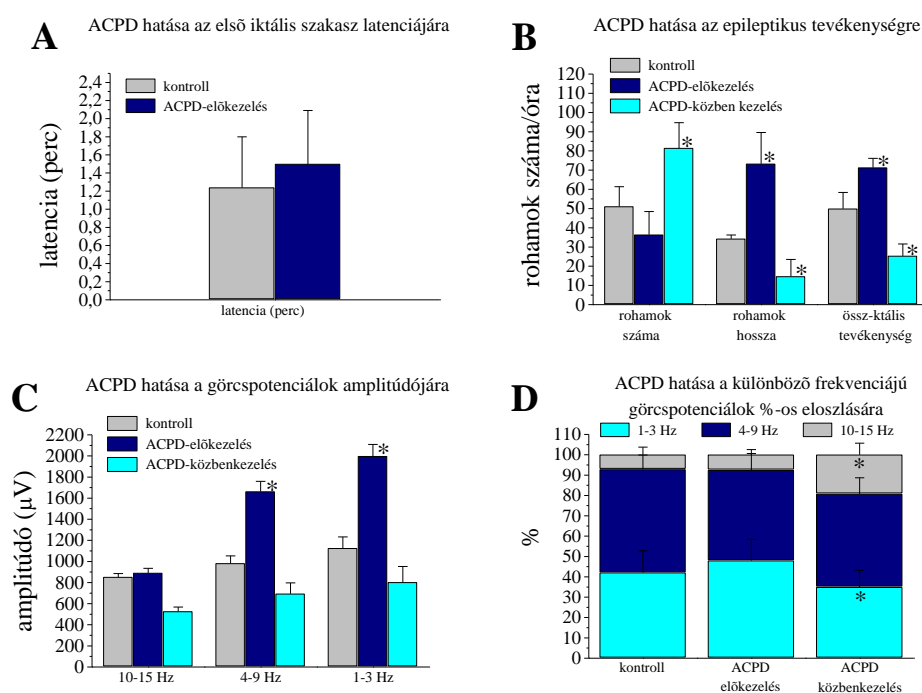 A
ACPD hatása az elsõ iktális szakasz latenciájára
kontroll
ACPD-elõkezelés
latencia (perc)
2,4
2,2
2,0
1,8
1,6
1,4
1,2
1,0
0,8
0,6
0,4
0,2
0,0
latencia (perc)
B
ACPD hatása az epileptikus tevékenységre
kontroll
ACPD-elõkezelés
ACPD-közben kezelés
rohamok száma/óra
120
110
100
90
80
70
60
50
40
30
20
10
0
*
*
*
*
*
rohamok száma
rohamok hossza
össz-ktális tevékenység
C
ACPD hatása a görcspotenciálok amplitúdójára
kontroll
ACPD-elõkezelés
ACPD-közbenkezelés
amplitúdó (µV)
2200
2000
1800
1600
1400
1200
1000
800
600
400
200
0
*
*
10-15 Hz
4-9 Hz
1-3 Hz
D
ACPD hatása a különbözõ frekvenciájú
görcspotenciálok %-os eloszlására
1-3 Hz
4-9 Hz
10-15 Hz
%
110
100
90
80
70
60
50
40
30
20
10
0
*
*
kontroll
ACPD elõkezelés
ACPD közbenkezelés